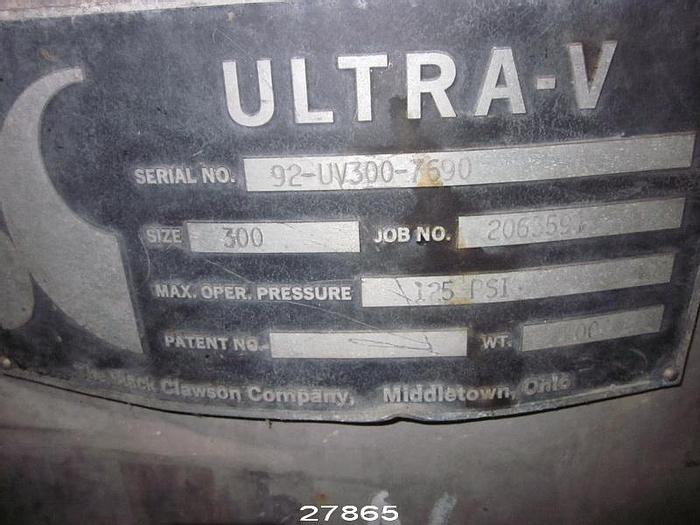 ULTRA-V
SERIAL NO. 92-UV300-7690
SIZE 300 JOB NO.
MAX. OPER. PRESSURE 125 PSI
PATENT NO. WT.
Clawson Company, Middletown, Ohio
27865